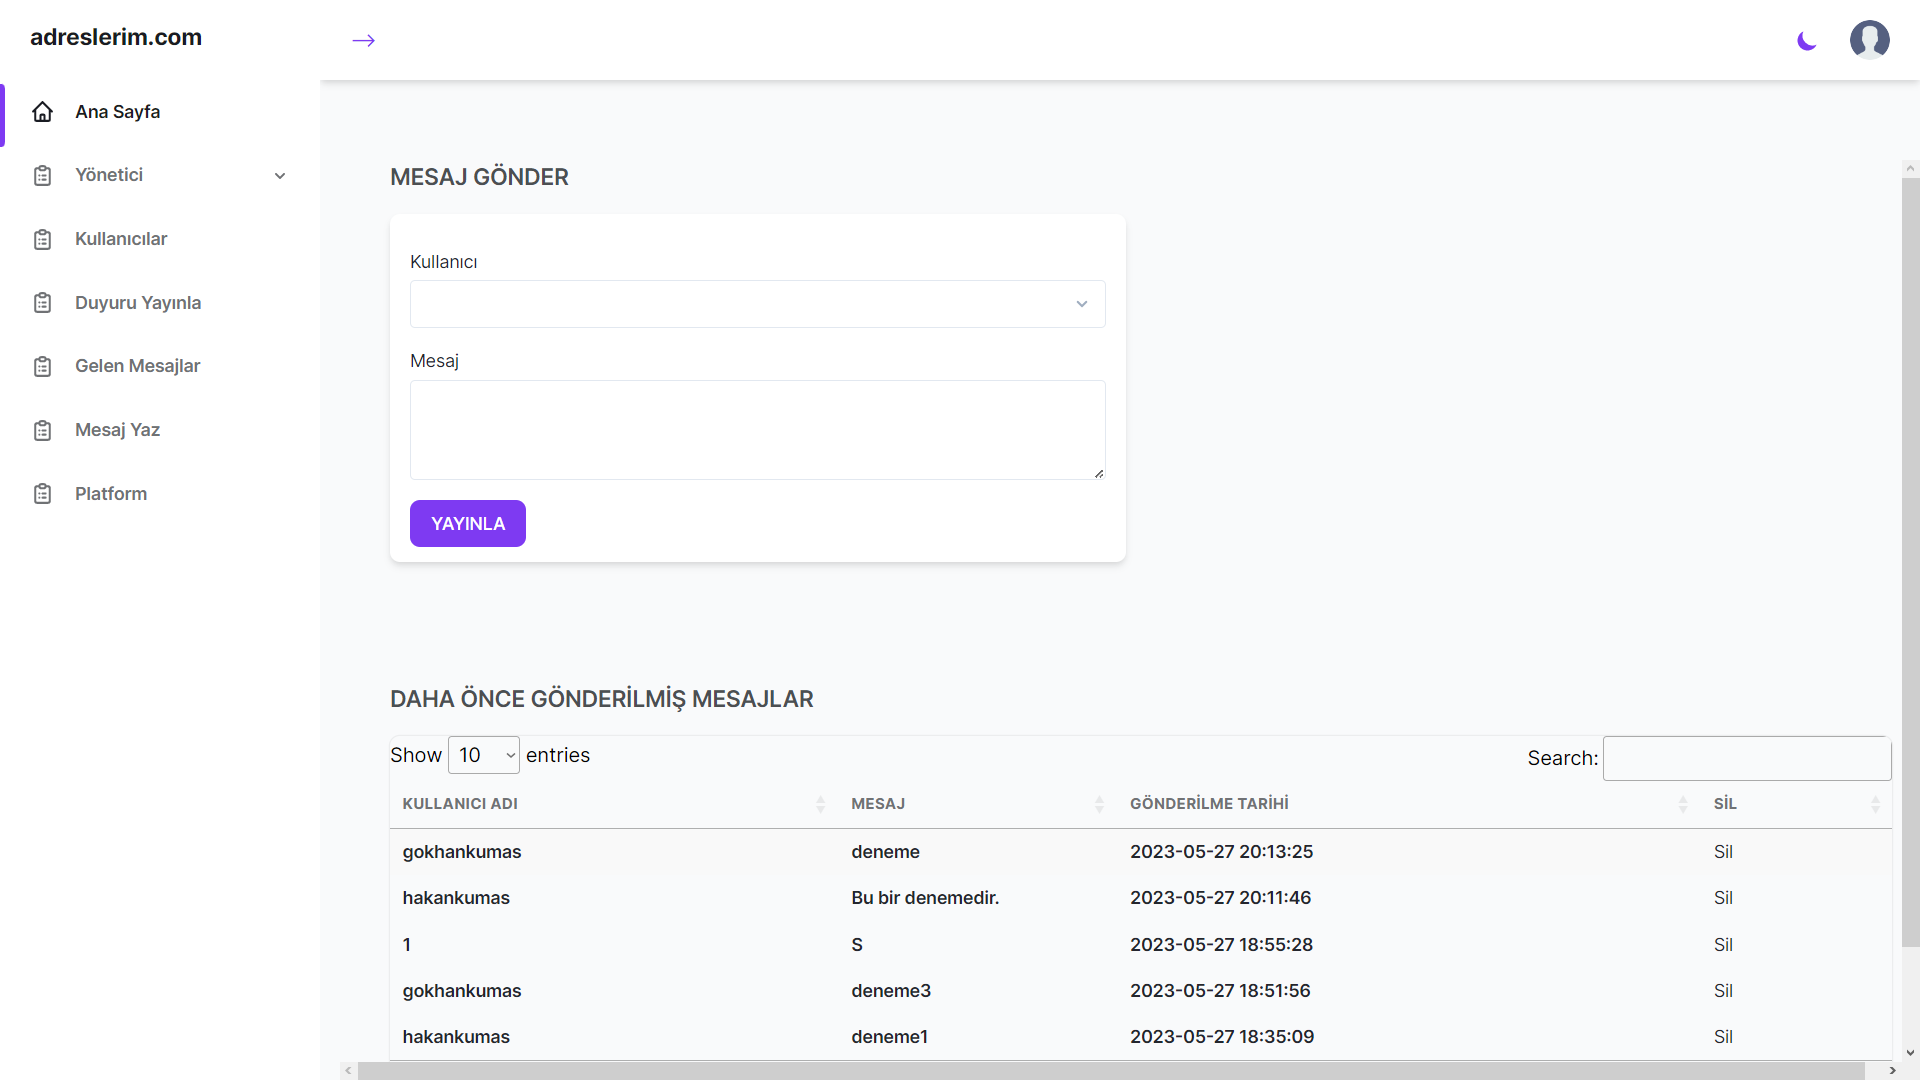 adreslerim.com
Ana Sayfa
Yönetici
Kullanıcılar
Duyuru Yayınla
Gelen Mesajlar
Mesaj Yaz
Platform
MESAJ GÖNDER
Kullanıcı
Mesaj
YAYINLA
DAHA ÖNCE GÖNDERİLMİŞ MESAJLAR
Show 10 entries Search:
KULLANICI ADI MESAJ GÖNDERİLME TARİHİ SİL
gokhankumas deneme 2023-05-27 20:13:25 Sil
hakankumas Bu bir denemedir. 2023-05-27 20:11:46 Sil
1 S 2023-05-27 18:55:28 Sil
gokhankumas deneme3 2023-05-27 18:51:56 Sil
hakankumas deneme1 2023-05-27 18:35:09 Sil